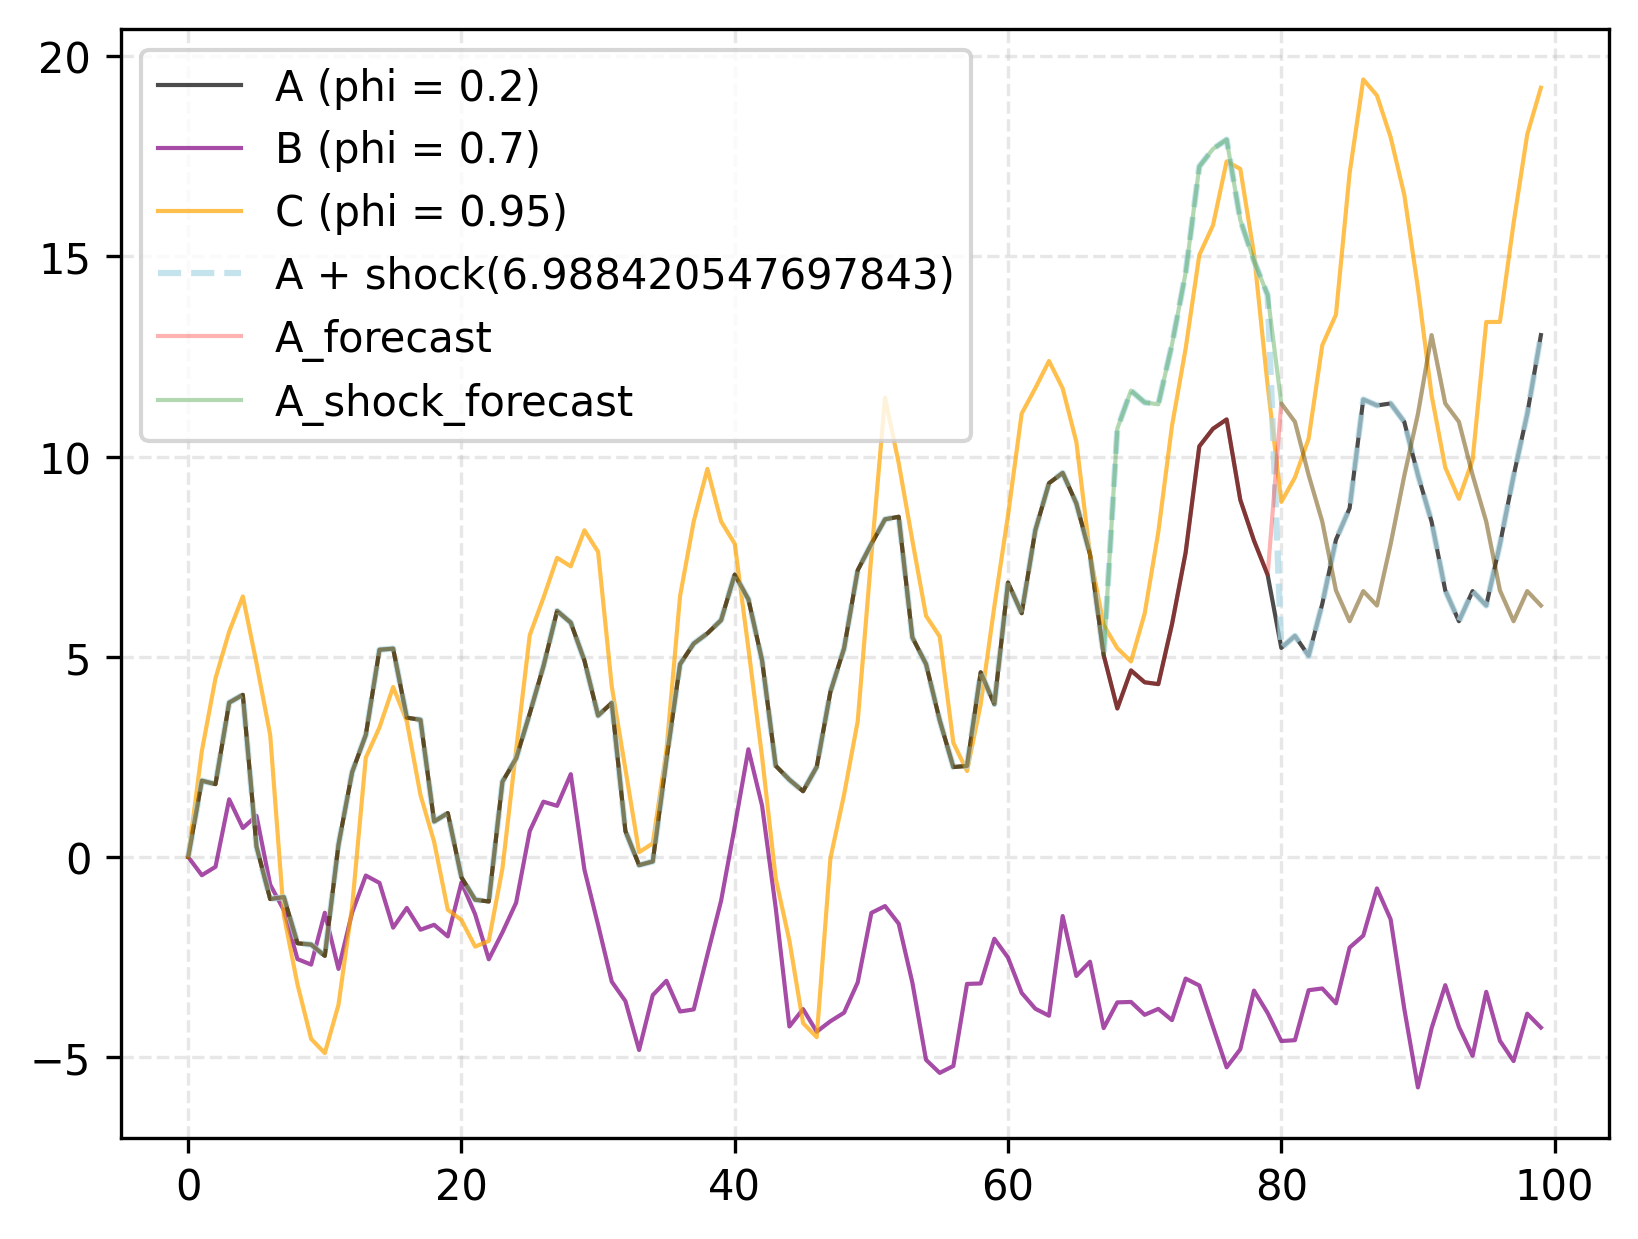 20
15
10
5
0
−5
A (phi = 0.2)
B (phi = 0.7)
C (phi = 0.95)
A + shock(6.988420547697843)
A_forecast
A_shock_forecast
0 20 40 60 80 100